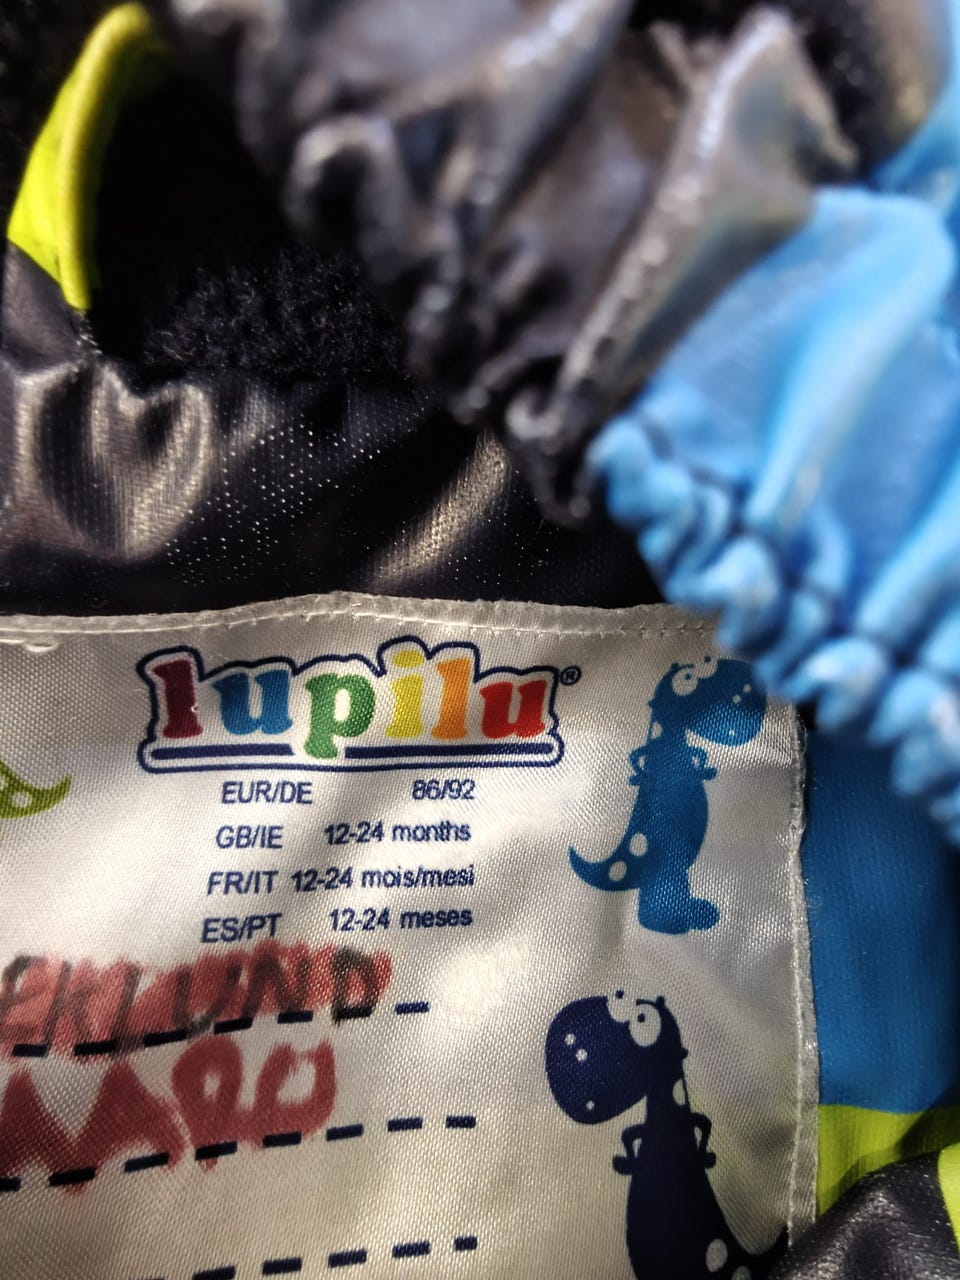 lupilu®
EUR/DE 86/92
GB/IE 12-24 months
FR/IT 12-24 mois/mesi
ES/PT 12-24 meses